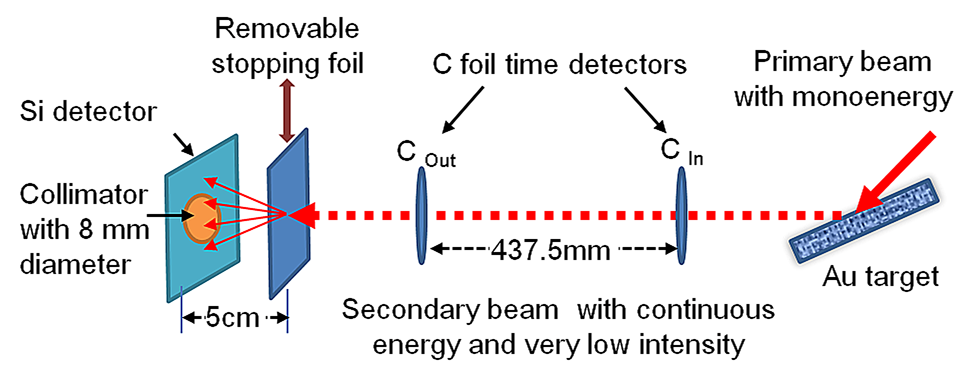 Removable
stopping foil
C foil time detectors
Primary beam
with monoenergy
Si detector
C Out
C In
Collimator
with 8 mm
diameter
437.5mm
Au target
5cm
Secondary beam with continuous
energy and very low intensity